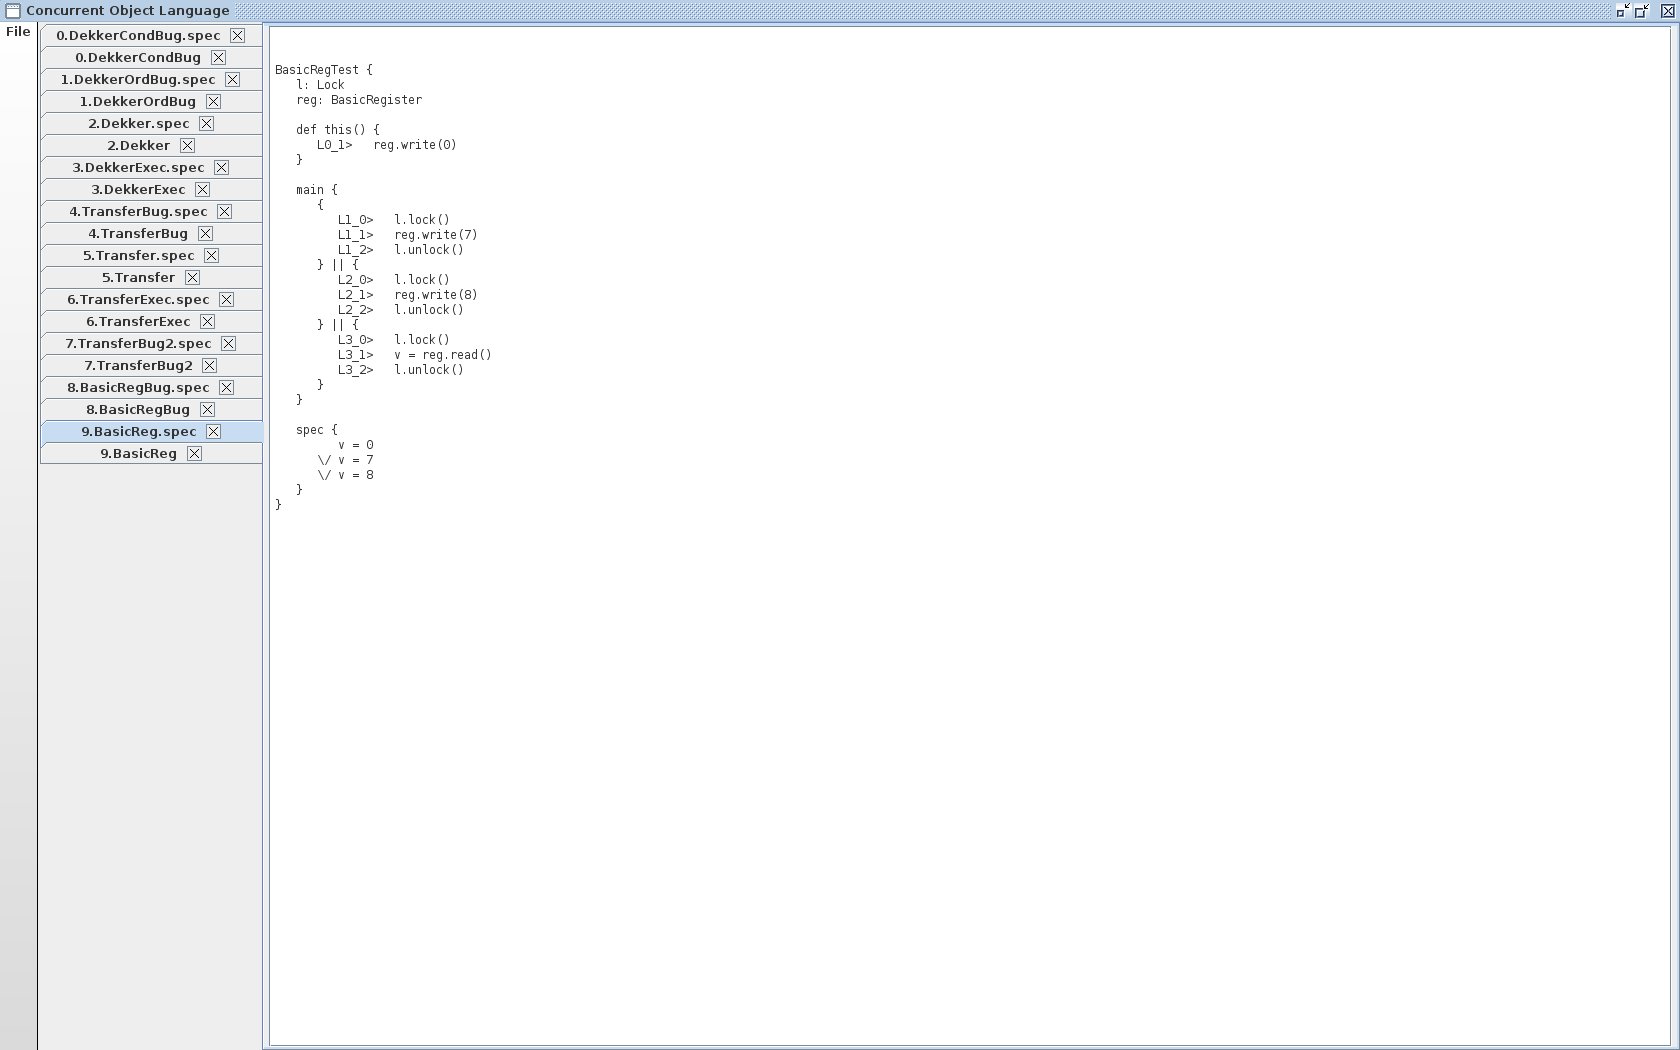 Concurrent Object Language
File
0.DekkerCondBug.spec
0.DekkerCondBug
1.DekkerOrdBug.spec
1.DekkerOrdBug
2.Dekker.spec
2.Dekker
3.DekkerExec.spec
3.DekkerExec
4.TransferBug.spec
4.TransferBug
5.Transfer.spec
5.Transfer
6.TransferExec.spec
6.TransferExec
7.TransferBug2.spec
7.TransferBug2
8.BasicRegBug.spec
8.BasicRegBug
9.BasicReg.spec
9.BasicReg
BasicRegTest {
   l: Lock
   reg: BasicRegister
   def this() {
      L0_1>   reg.write(0)
   }
   main {
      {
         L1_0>   l.lock()
         L1_1>   reg.write(7)
         L1_2>   l.unlock()
      } || {
         L2_0>   l.lock()
         L2_1>   reg.write(8)
         L2_2>   l.unlock()
      } || {
         L3_0>   l.lock()
         L3_1>   v = reg.read()
         L3_2>   l.unlock()
      }
   }
   spec {
         v = 0
      \/ v = 7
      \/ v = 8
   }
}